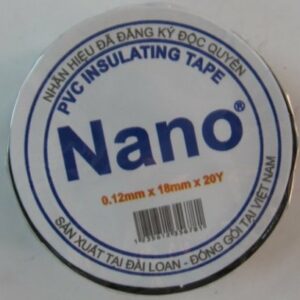 NHÃN HIỆU ĐÃ ĐĂNG KÝ ĐỘC QUYỀN
PVC INSULATING TAPE
Nano®
0.12mm x 18mm x 20Y
SẢN XUẤT TẠI ĐÀI LOAN - ĐÓNG GÓI TẠI VIỆT NAM